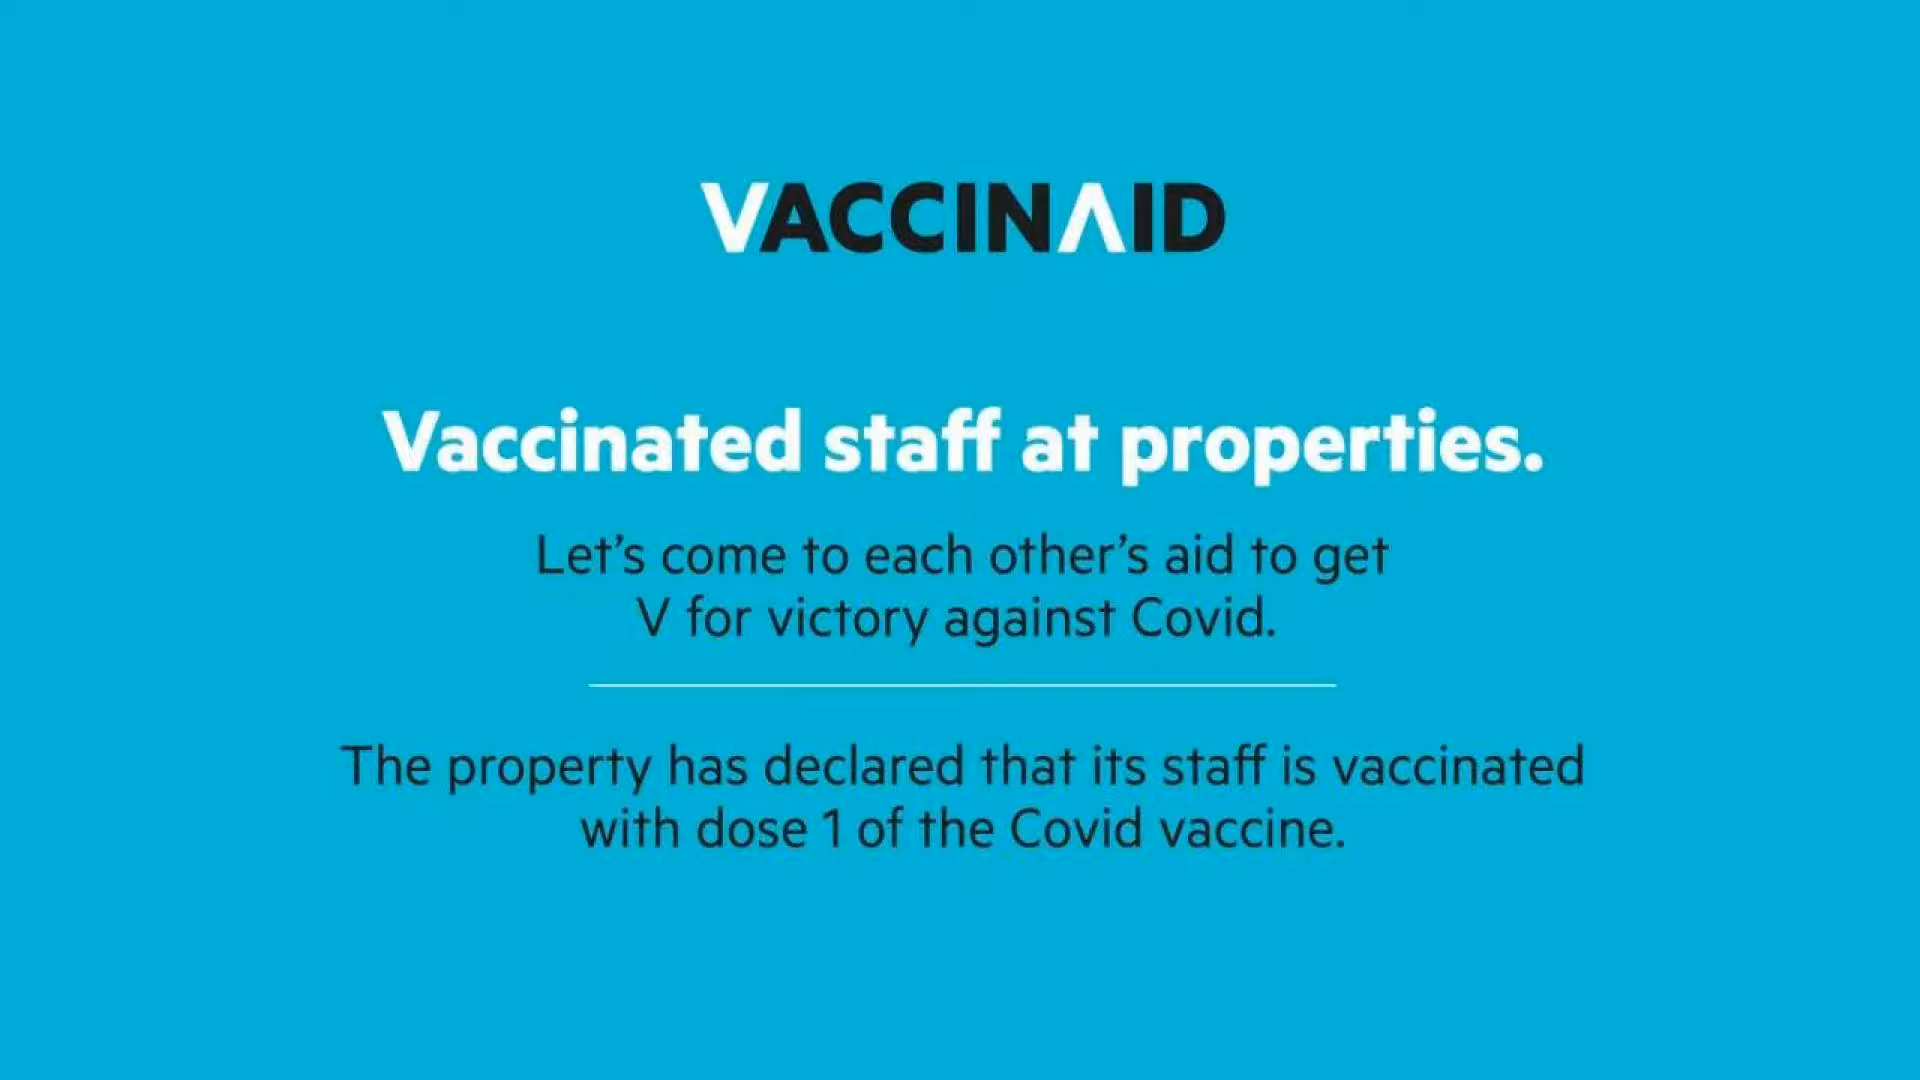 VACCINAID
Vaccinated staff at properties.
Let’s come to each other’s aid to get
V for victory against Covid.
The property has declared that its staff is vaccinated
with dose 1 of the Covid vaccine.